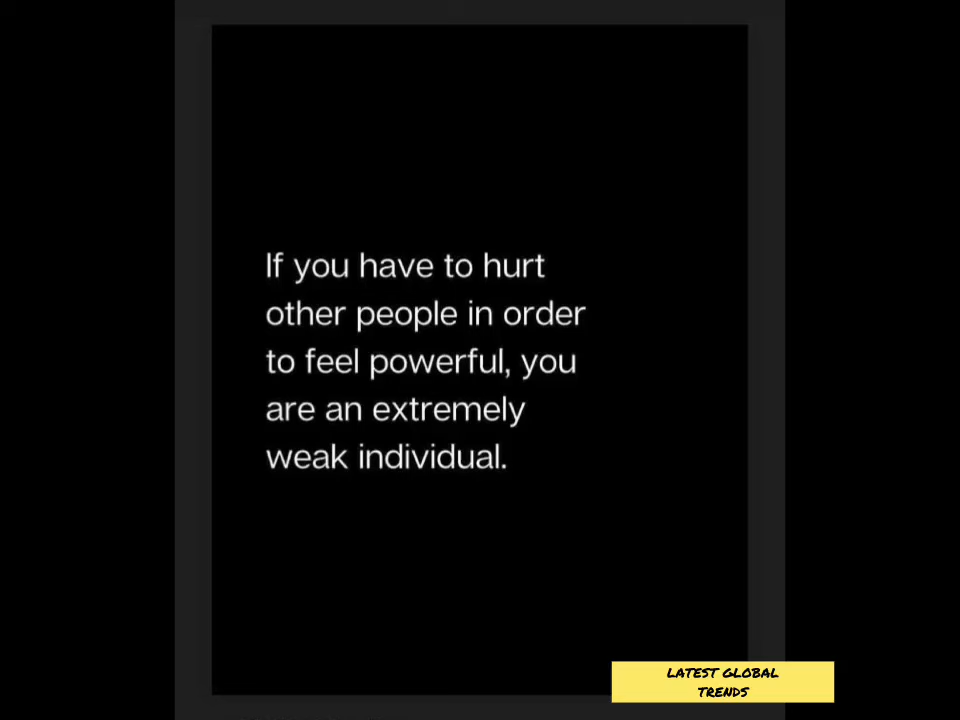 If you have to hurt
other people in order
to feel powerful, you
are an extremely
weak individual.
LATEST GLOBAL
TRENDS